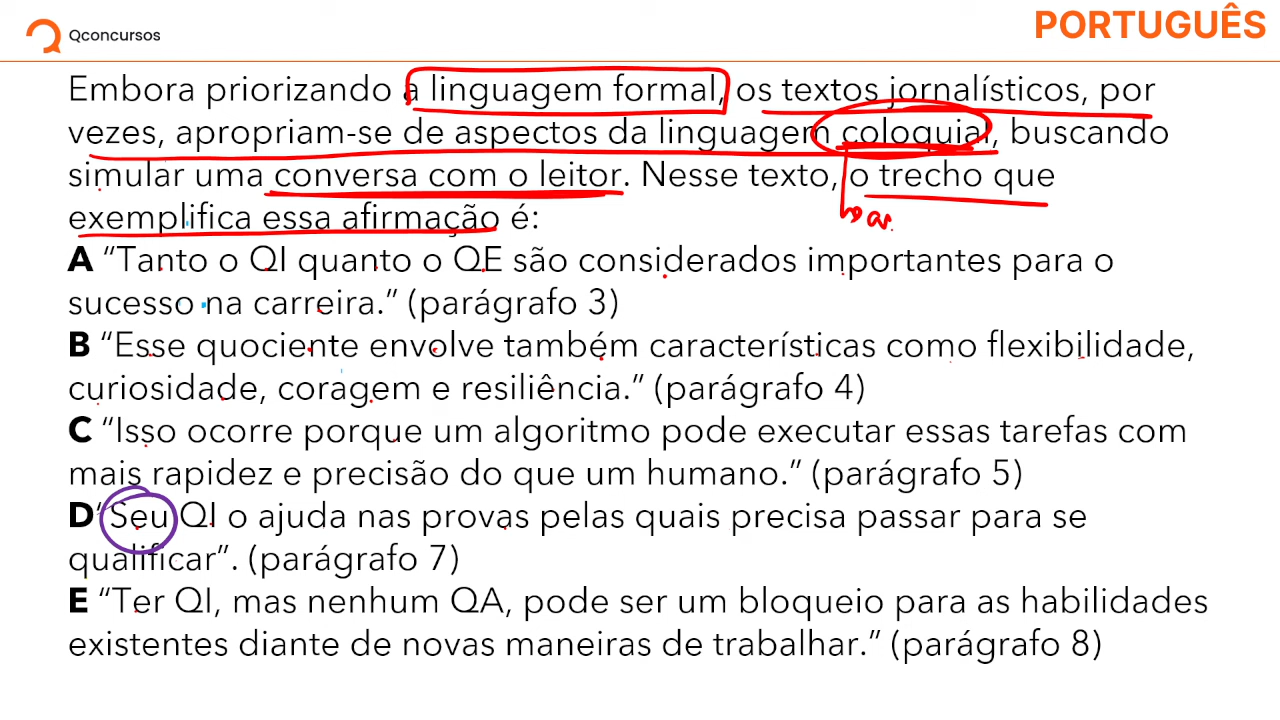 Qconcursos
PORTUGUÊS
Embora priorizando a linguagem formal, os textos jornalísticos, por
vezes, apropriam-se de aspectos da linguagem coloquial, buscando
simular uma conversa com o leitor. Nesse texto, o trecho que
exemplifica essa afirmação é:
A “Tanto o QI quanto o QE são considerados importantes para o
sucesso na carreira.” (parágrafo 3)
B “Esse quociente envolve também características como flexibilidade,
curiosidade, coragem e resiliência.” (parágrafo 4)
C “Isso ocorre porque um algoritmo pode executar essas tarefas com
mais rapidez e precisão do que um humano.” (parágrafo 5)
D “Seu QI o ajuda nas provas pelas quais precisa passar para se
qualificar”. (parágrafo 7)
E “Ter QI, mas nenhum QA, pode ser um bloqueio para as habilidades
existentes diante de novas maneiras de trabalhar.” (parágrafo 8)